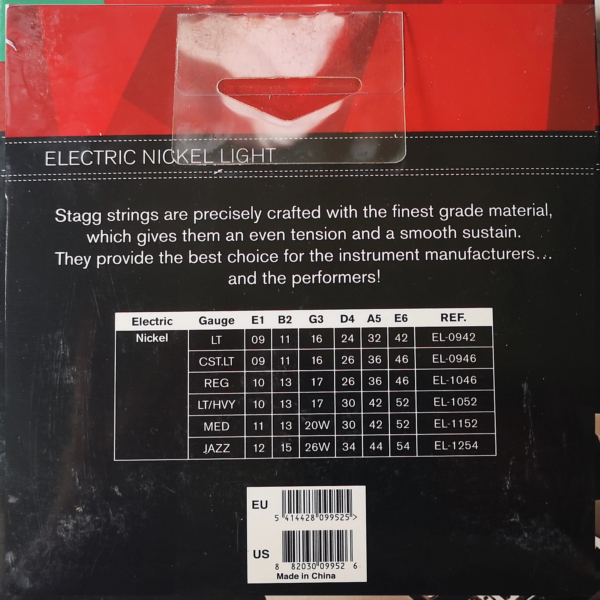 ELECTRIC NICKEL LIGHT
Stagg strings are precisely crafted with the finest grade material,
which gives them an even tension and a smooth sustain.
They provide the best choice for the instrument manufacturers...
and the performers!
Electric Gauge E1 B2 G3 D4 A5 E6 REF.
Nickel LT 09 11 16 24 32 42 EL-0942
CST.LT 09 11 16 26 36 46 EL-0946
REG 10 13 17 26 36 46 EL-1046
LT/HVY 10 13 17 30 42 52 EL-1052
MED 11 13 20W 30 42 52 EL-1152
JAZZ 12 15 26W 34 44 54 EL-1254
EU
5 414428 099525 >
US
8 82030 09952 6
Made in China